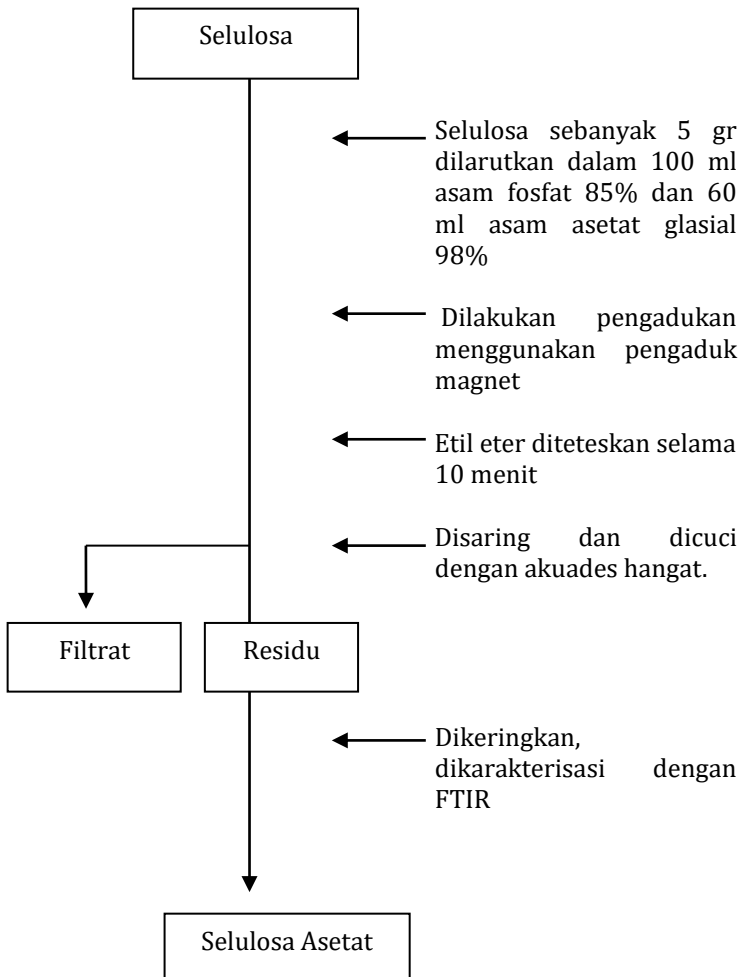 Selulosa
Selulosa sebanyak 5 gr
dilarutkan dalam 100 ml
asam fosfat 85% dan 60
ml asam asetat glasial
98%
Dilakukan pengadukan
menggunakan pengaduk
magnet
Etil eter diteteskan selama
10 menit
Disaring dan dicuci
dengan akuades hangat.
Filtrat
Residu
Dikeringkan,
dikarakterisasi dengan
FTIR
Selulosa Asetat